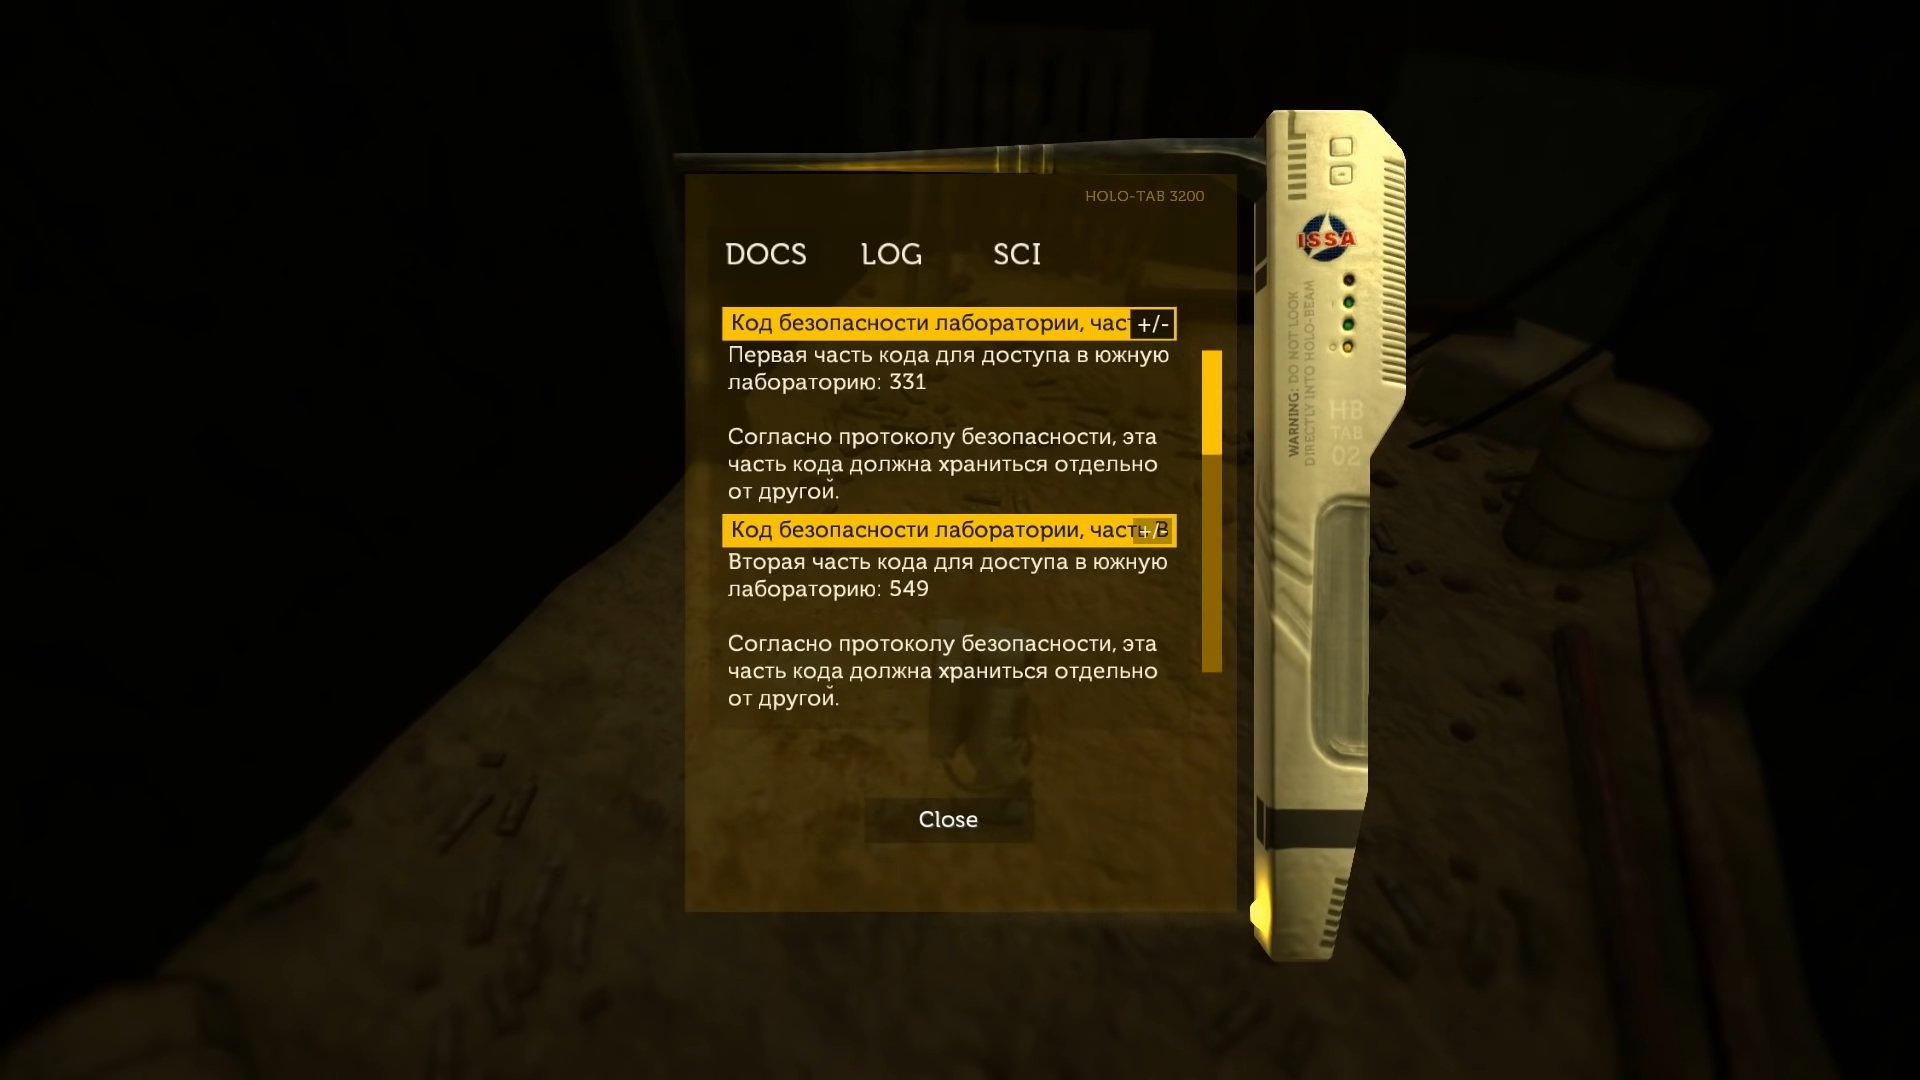 HOLO-TAB 3200
DOCS LOG SCI
Код безопасности лаборатории, част +/-
Первая часть кода для доступа в южную
лабораторию: 331
Согласно протоколу безопасности, эта
часть кода должна храниться отдельно
от другой.
Код безопасности лаборатории, часть В +/-
Вторая часть кода для доступа в южную
лабораторию: 549
Согласно протоколу безопасности, эта
часть кода должна храниться отдельно
от другой.
Close
ISSA
WARNING: DO NOT LOOK
DIRECTLY INTO HOLO-BEAM
HB
TAB
02